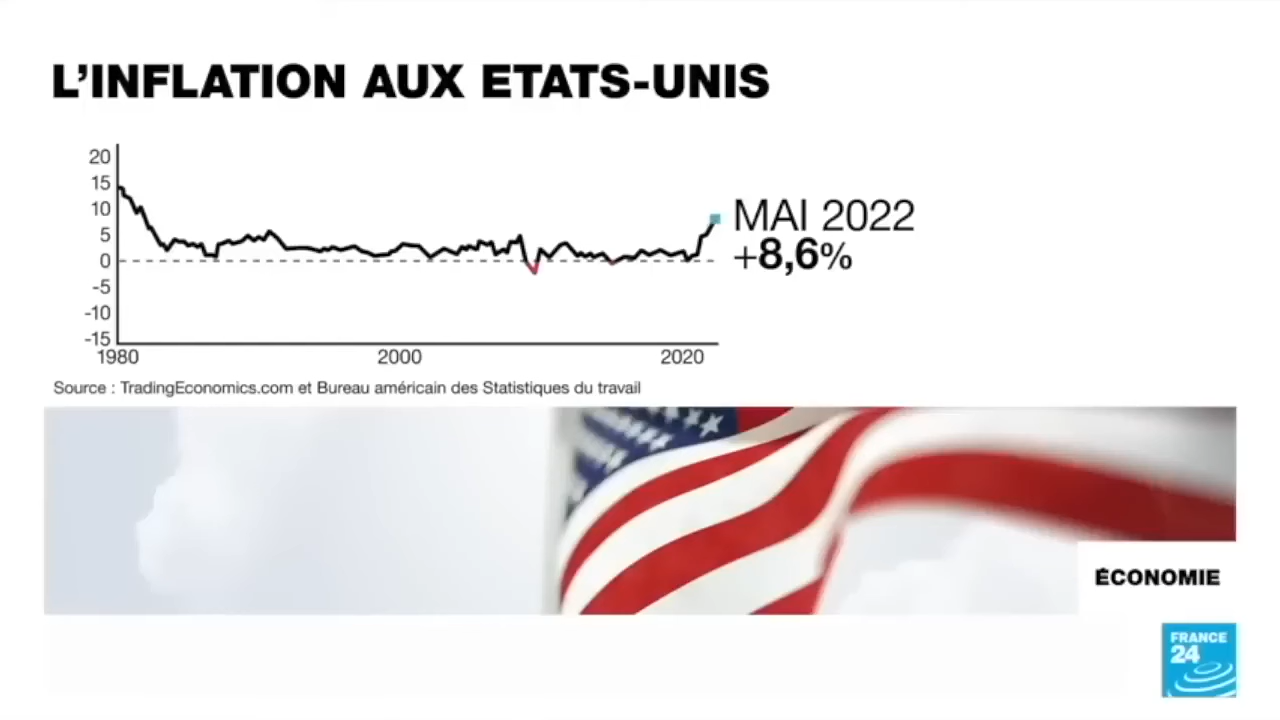 L’INFLATION AUX ETATS-UNIS
20
15
10
5
0
-5
-10
-15
1980 2000 2020
MAI 2022
+8,6%
Source : TradingEconomics.com et Bureau américain des Statistiques du travail
ÉCONOMIE
FRANCE
24